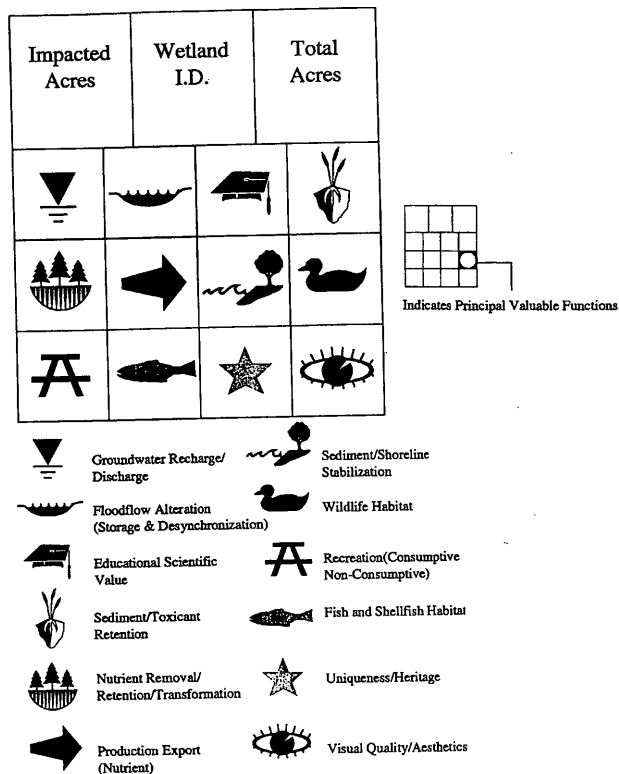 Impacted
Acres
Wetland
I.D.
Total
Acres
Indicates Principal Valuable Functions
Groundwater Recharge/
Discharge
Sediment/Shoreline
Stabilization
Floodflow Alteration
(Storage & Desynchronization)
Wildlife Habitat
Educational Scientific
Value
Recreation(Consumptive
Non-Consumptive)
Sediment/Toxicant
Retention
Fish and Shellfish Habitat
Nutrient Removal/
Retention/Transformation
Uniqueness/Heritage
Production Export
(Nutrient)
Visual Quality/Aesthetics